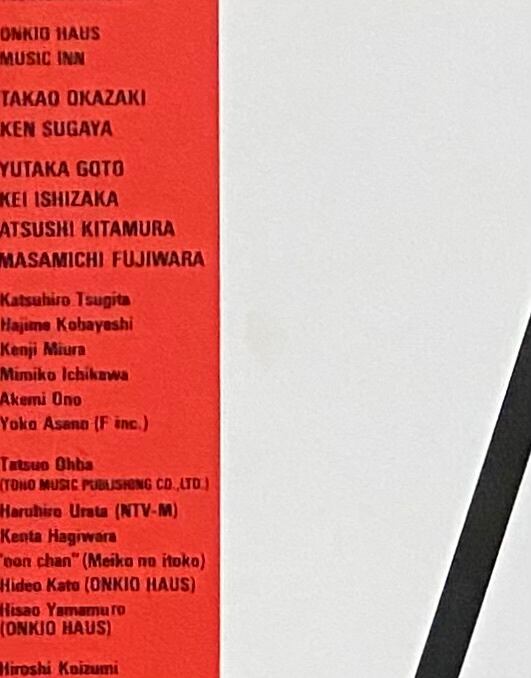 ONKIO HAUS
MUSIC INN
TAKAO OKAZAKI
KEN SUGAYA
YUTAKA GOTO
KEI ISHIZAKA
ATSUSHI KITAMURA
MASAMICHI FUJIWARA
Katsuhiro Tsugita
Hajime Kobayashi
Kenji Miura
Mimiko Ichikawa
Akemi Ono
Yoko Asano (F inc.)
Tatsuo Ohba
(TOHO MUSIC PUBLISHING CO.,LTD.)
Haruhiro Urata (NTV-M)
Kenta Hagiwara
"oon chan" (Meiko no itoko)
Hideo Kato (ONKIO HAUS)
Hisao Yamamuro
(ONKIO HAUS)
Hiroshi Koizumi